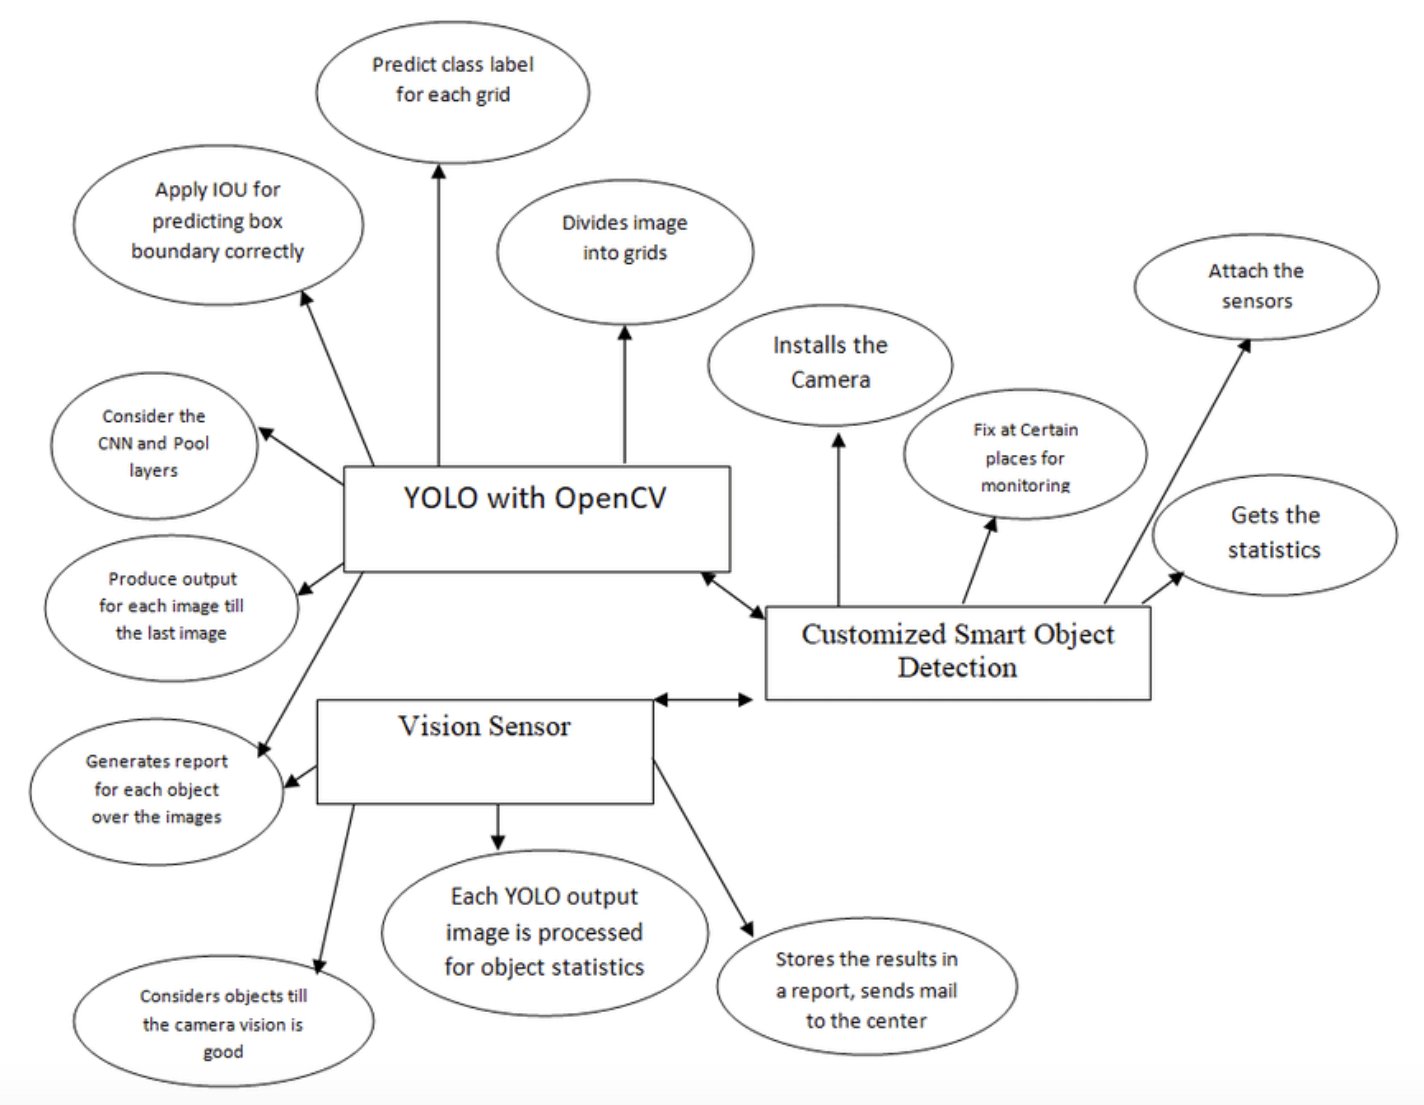 Predict class label
for each grid
Apply IOU for
predicting box
boundary correctly
Divides image
into grids
Attach the
sensors
Installs the
Camera
Consider the
CNN and Pool
layers
Fix at Certain
places for
monitoring
YOLO with OpenCV
Gets the
statistics
Produce output
for each image till
the last image
Customized Smart Object
Detection
Vision Sensor
Generates report
for each object
over the images
Each YOLO output
image is processed
for object statistics
Stores the results in
a report, sends mail
to the center
Considers objects till
the camera vision is
good